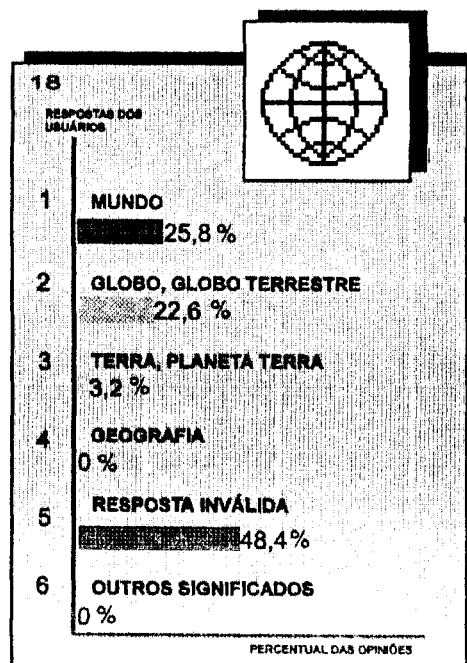 18
RESPOSTAS DOS
USUÁRIOS
1 MUNDO
25,8 %
2 GLOBO, GLOBO TERRESTRE
22,6 %
3 TERRA, PLANETA TERRA
3,2 %
4 GEOGRAFIA
0 %
5 RESPOSTA INVÁLIDA
48,4 %
6 OUTROS SIGNIFICADOS
0 %
PERCENTUAL DAS OPINIÕES